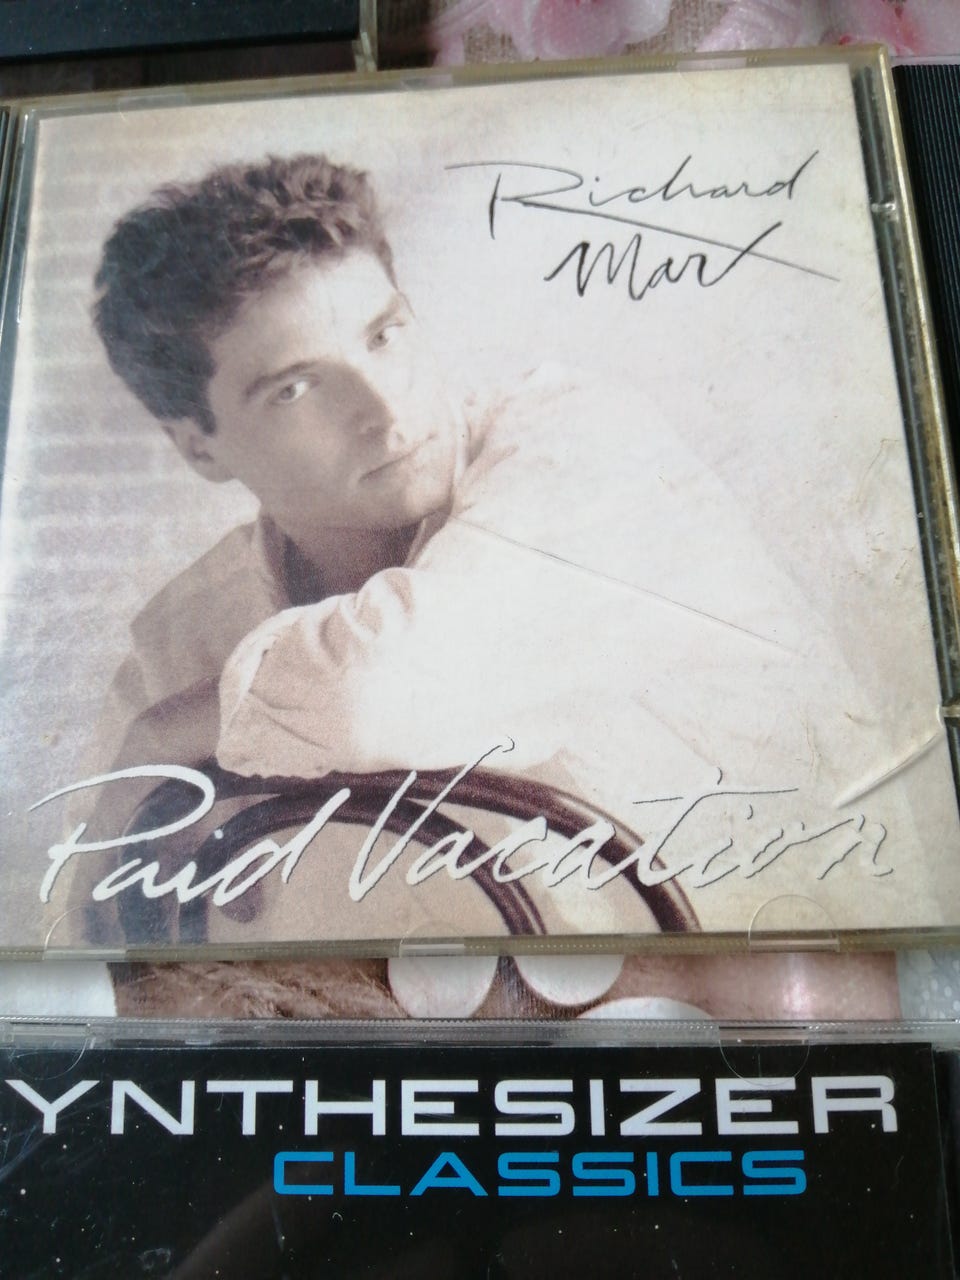 Richard
Marx
Paid Vacation
YNTHESIZER
CLASSICS